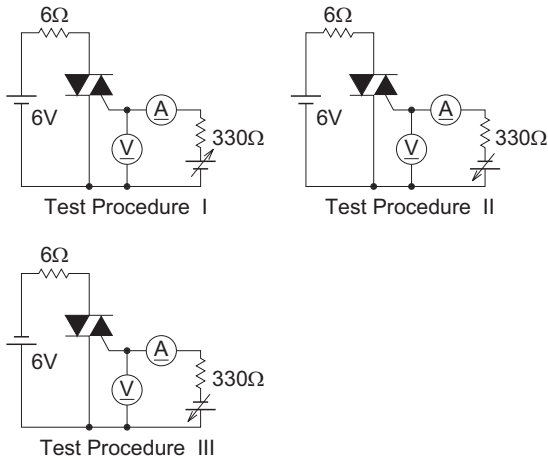 6Ω
6V
A
V
330Ω
Test Procedure I
6Ω
6V
A
V
330Ω
Test Procedure II
6Ω
6V
A
V
330Ω
Test Procedure III